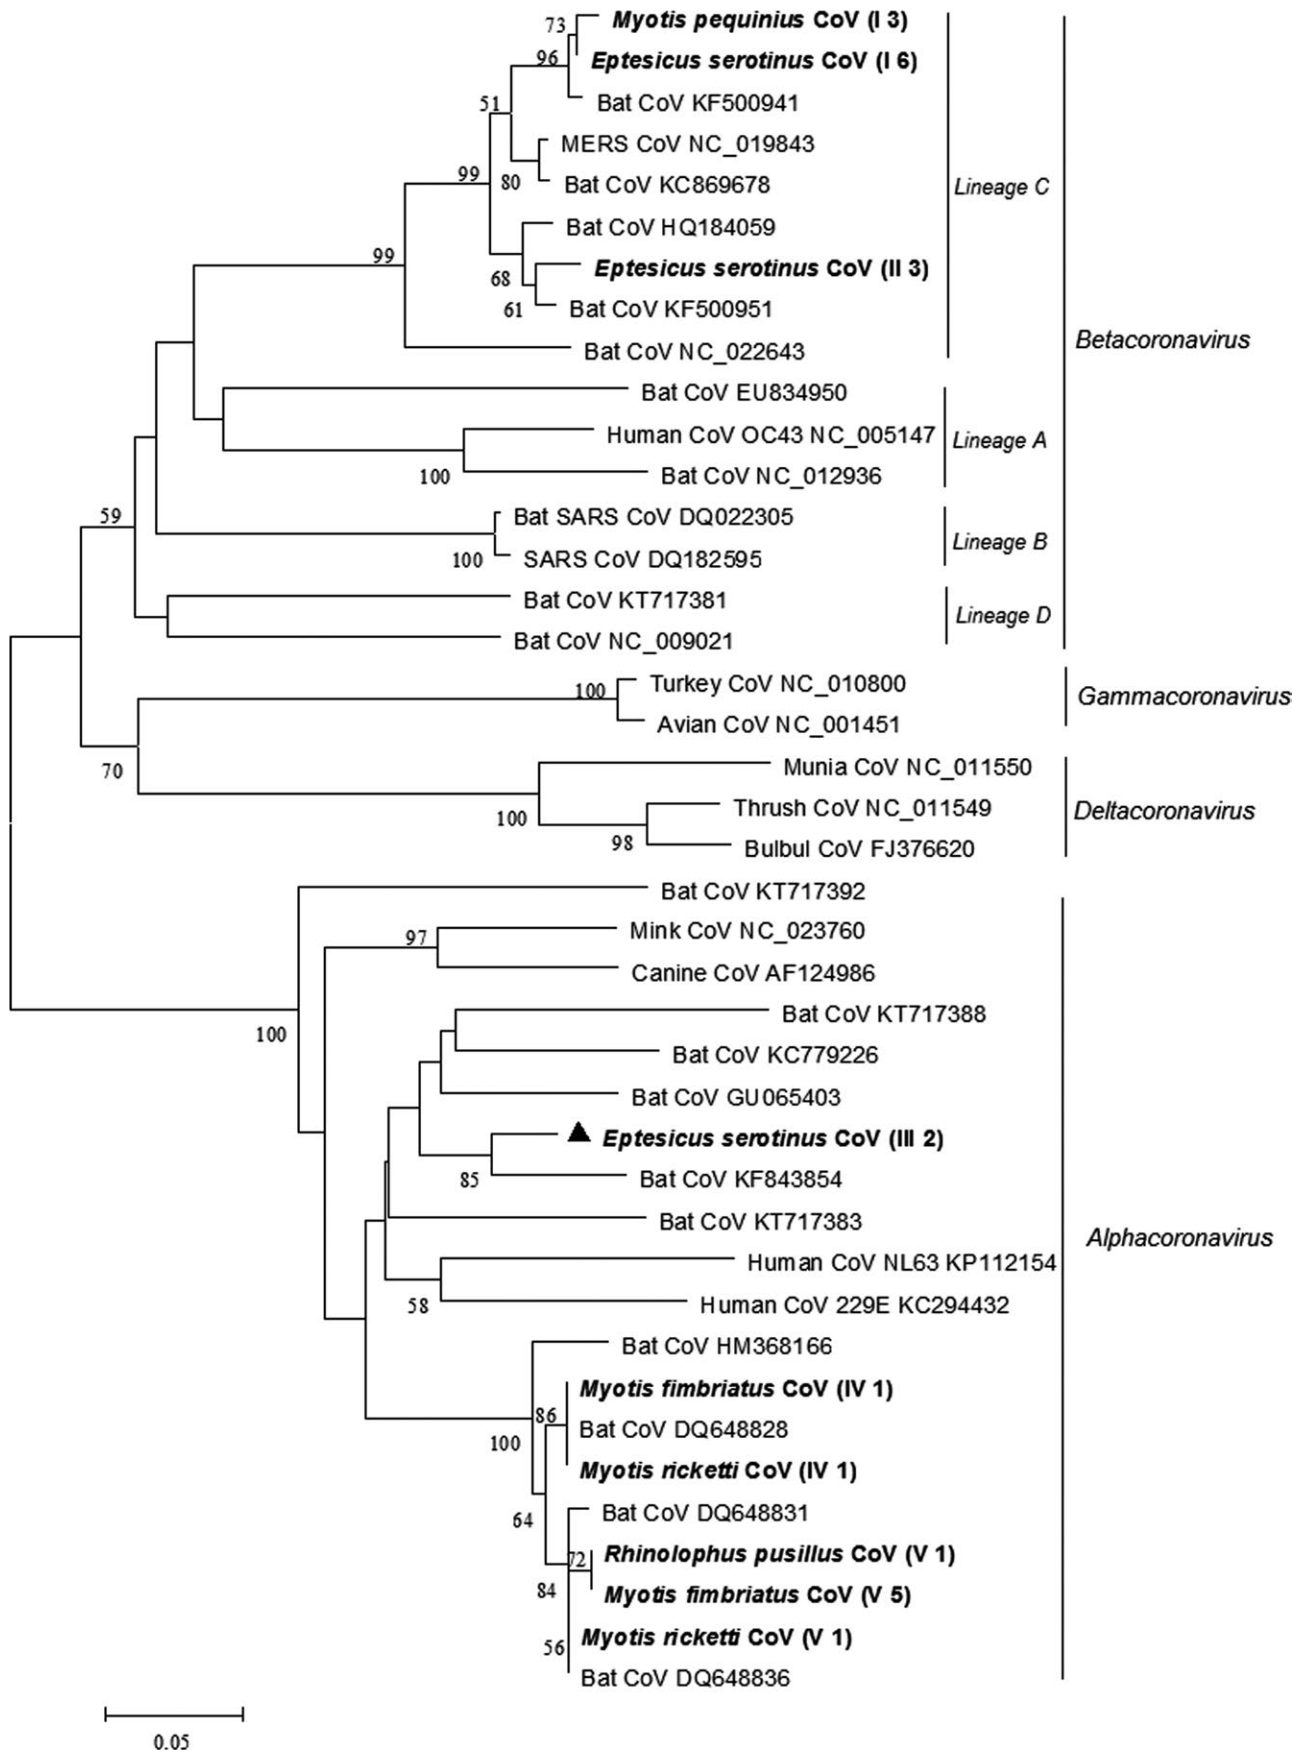 73
Myotis pequinius CoV (I 3)
96
Eptesicus serotinus CoV (I 6)
Bat CoV KF500941
51
MERS CoV NC_019843
99
80
Bat CoV KC869678
Lineage C
Bat CoV HQ184059
99
Eptesicus serotinus CoV (II 3)
68
61
Bat CoV KF500951
Betacoronavirus
Bat CoV NC_022643
Bat CoV EU834950
Human CoV OC43 NC_005147
Lineage A
100
Bat CoV NC_012936
59
Bat SARS CoV DQ022305
Lineage B
100
SARS CoV DQ182595
Bat CoV KT717381
Lineage D
Bat CoV NC_009021
100
Turkey CoV NC_010800
Gammacoronavirus
Avian CoV NC_001451
70
Munia CoV NC_011550
100
Thrush CoV NC_011549
Deltacoronavirus
98
Bulbul CoV FJ376620
Bat CoV KT717392
97
Mink CoV NC_023760
Canine CoV AF124986
100
Bat CoV KT717388
Bat CoV KC779226
Bat CoV GU065403
Eptesicus serotinus CoV (III 2)
85
Bat CoV KF843854
Bat CoV KT717383
Alphacoronavirus
Human CoV NL63 KP112154
58
Human CoV 229E KC294432
Bat CoV HM368166
Myotis fimbriatus CoV (IV 1)
86
Bat CoV DQ648828
100
Myotis ricketti CoV (IV 1)
64
Bat CoV DQ648831
72
Rhinolophus pusillus CoV (V 1)
84
Myotis fimbriatus CoV (V 5)
56
Myotis ricketti CoV (V 1)
Bat CoV DQ648836
0.05